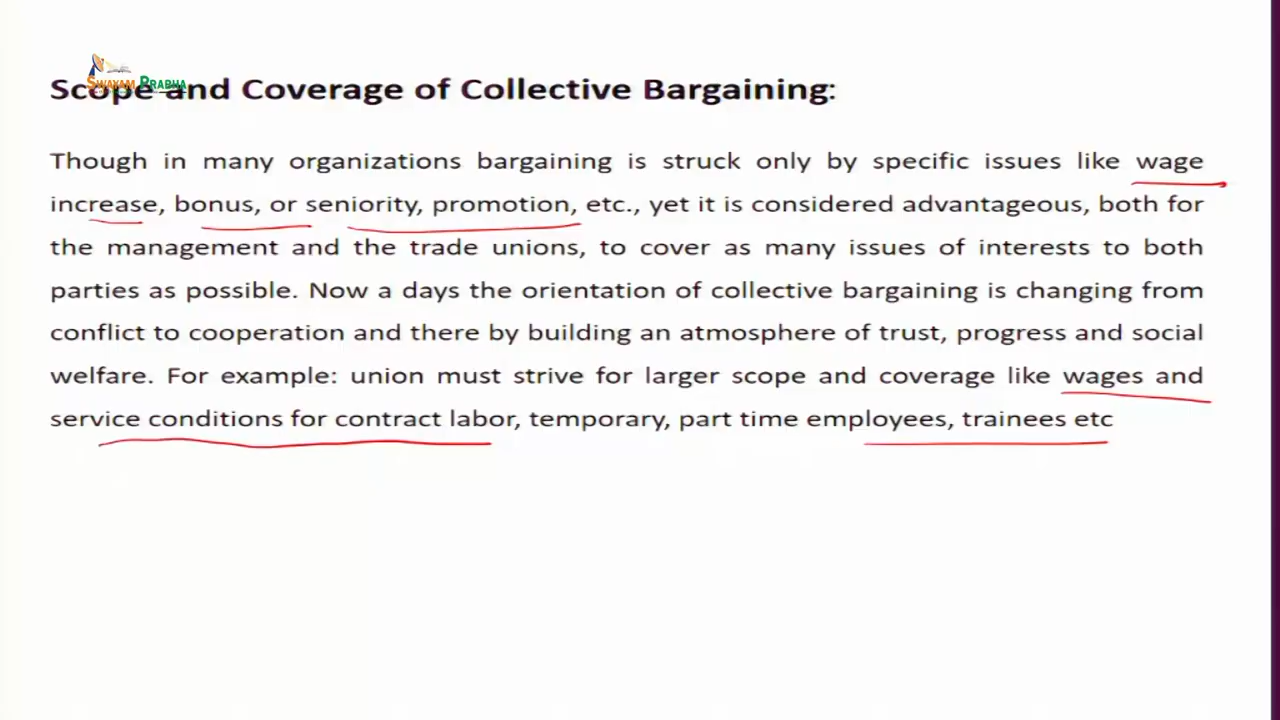 SWAYAM PRABHA
Scope and Coverage of Collective Bargaining:
Though in many organizations bargaining is struck only by specific issues like wage
increase, bonus, or seniority, promotion, etc., yet it is considered advantageous, both for
the management and the trade unions, to cover as many issues of interests to both
parties as possible. Now a days the orientation of collective bargaining is changing from
conflict to cooperation and there by building an atmosphere of trust, progress and social
welfare. For example: union must strive for larger scope and coverage like wages and
service conditions for contract labor, temporary, part time employees, trainees etc